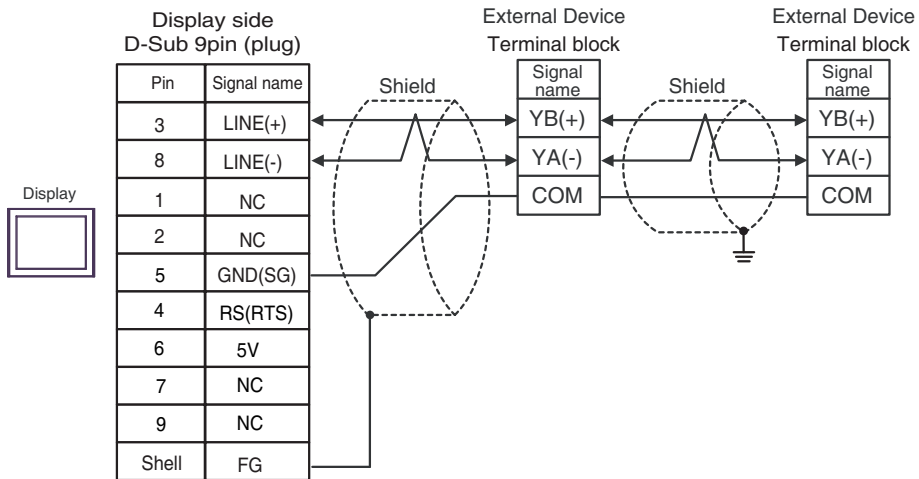 Display side
D-Sub 9pin (plug)
External Device
Terminal block
External Device
Terminal block
Pin Signal name
Shield
Signal
name
Shield
Signal
name
3 LINE(+)
YB(+)
YB(+)
8 LINE(-)
YA(-)
YA(-)
Display
1 NC
COM
COM
2 NC
5 GND(SG)
4 RS(RTS)
6 5V
7 NC
9 NC
Shell FG